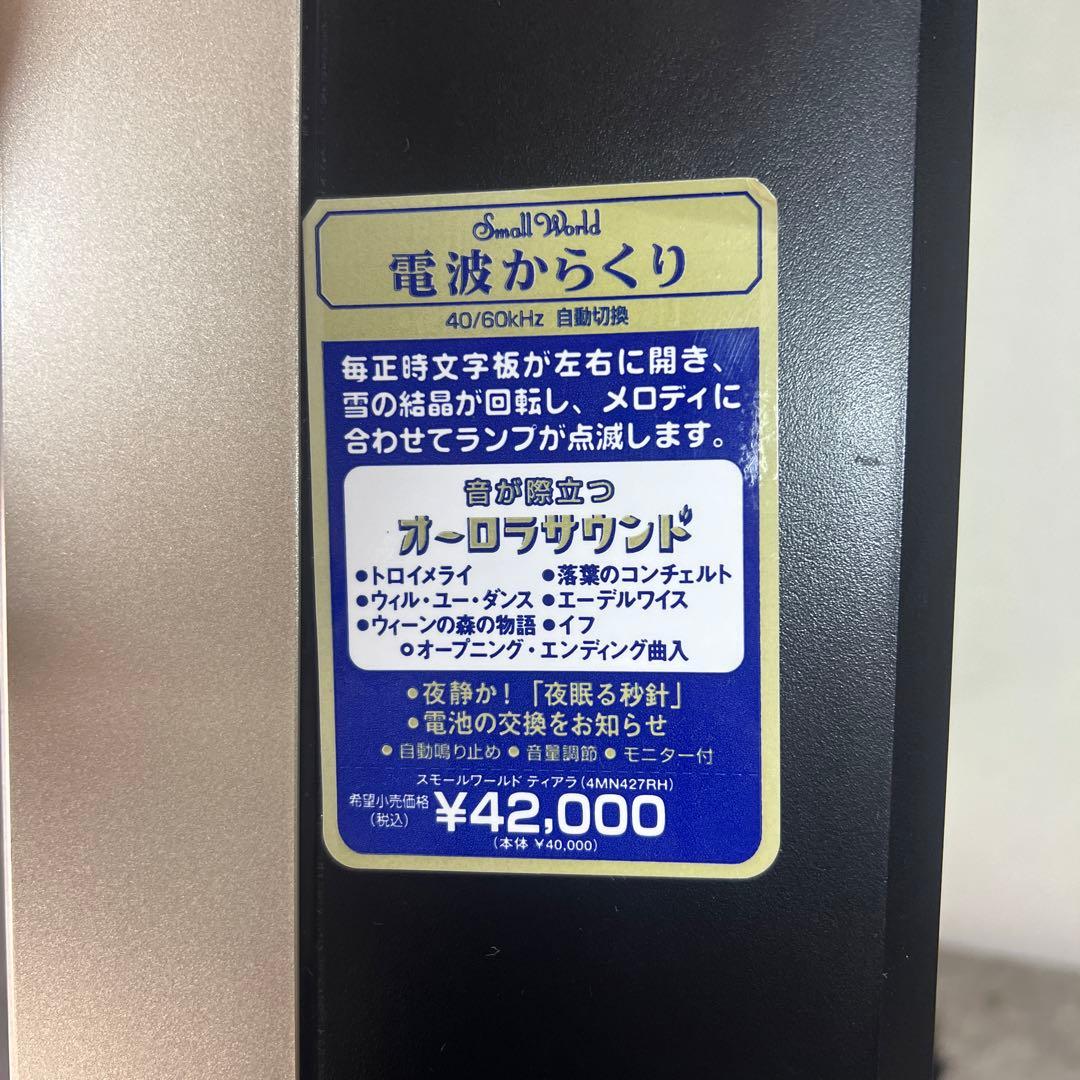 Small World
電波からくり
40/60kHz 自動切換
毎正時文字板が左右に開き、
雪の結晶が回転し、メロディに
合わせてランプが点滅します。
音が際立つ
オーロラサウンド
●トロイメライ ●落葉のコンチェルト
●ウィル・ユー・ダンス ●エーデルワイス
●ウィーンの森の物語 ●イフ
○オープニング・エンディング曲入
●夜静か!「夜眠る秒針」
●電池の交換をお知らせ
●自動鳴り止め ●音量調節 ●モニター付
スモールワールド ティアラ(4MN427RH)
希望小売価格 (税込) ¥42,000
(本体 ¥40,000)